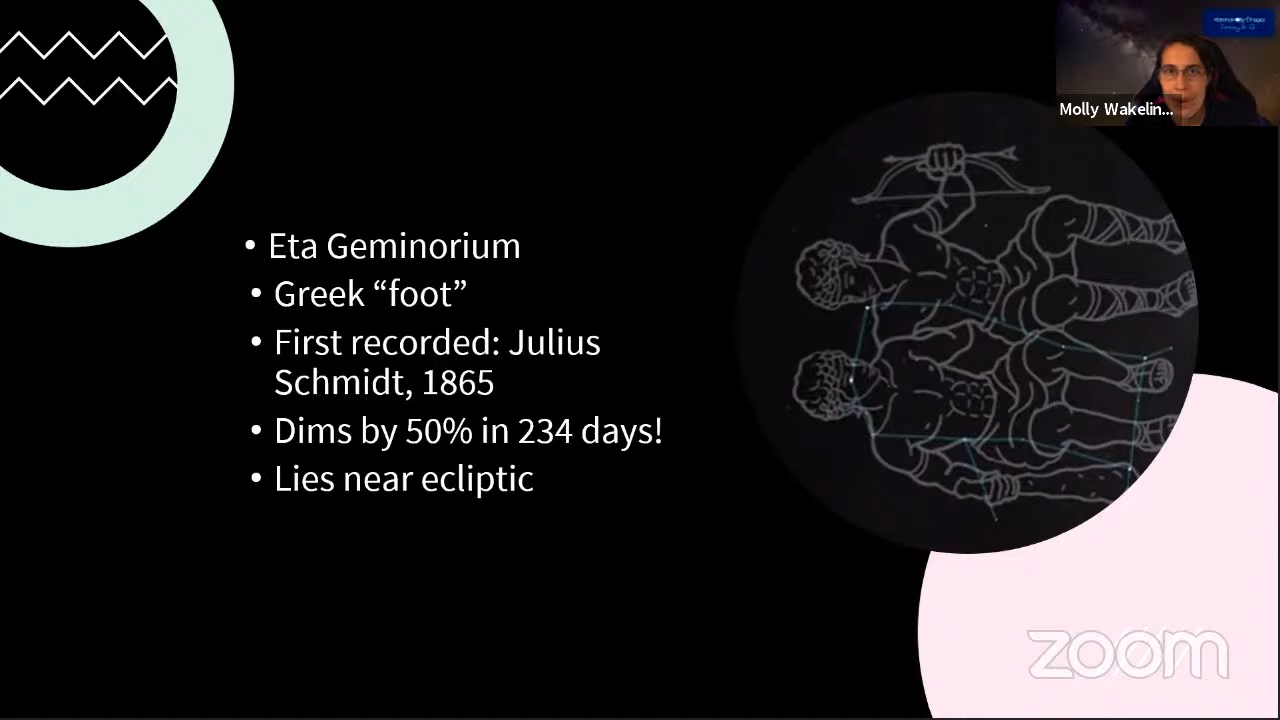 Molly Wakelin...
• Eta Geminorium
• Greek “foot”
• First recorded: Julius
Schmidt, 1865
• Dims by 50% in 234 days!
• Lies near ecliptic
zoom